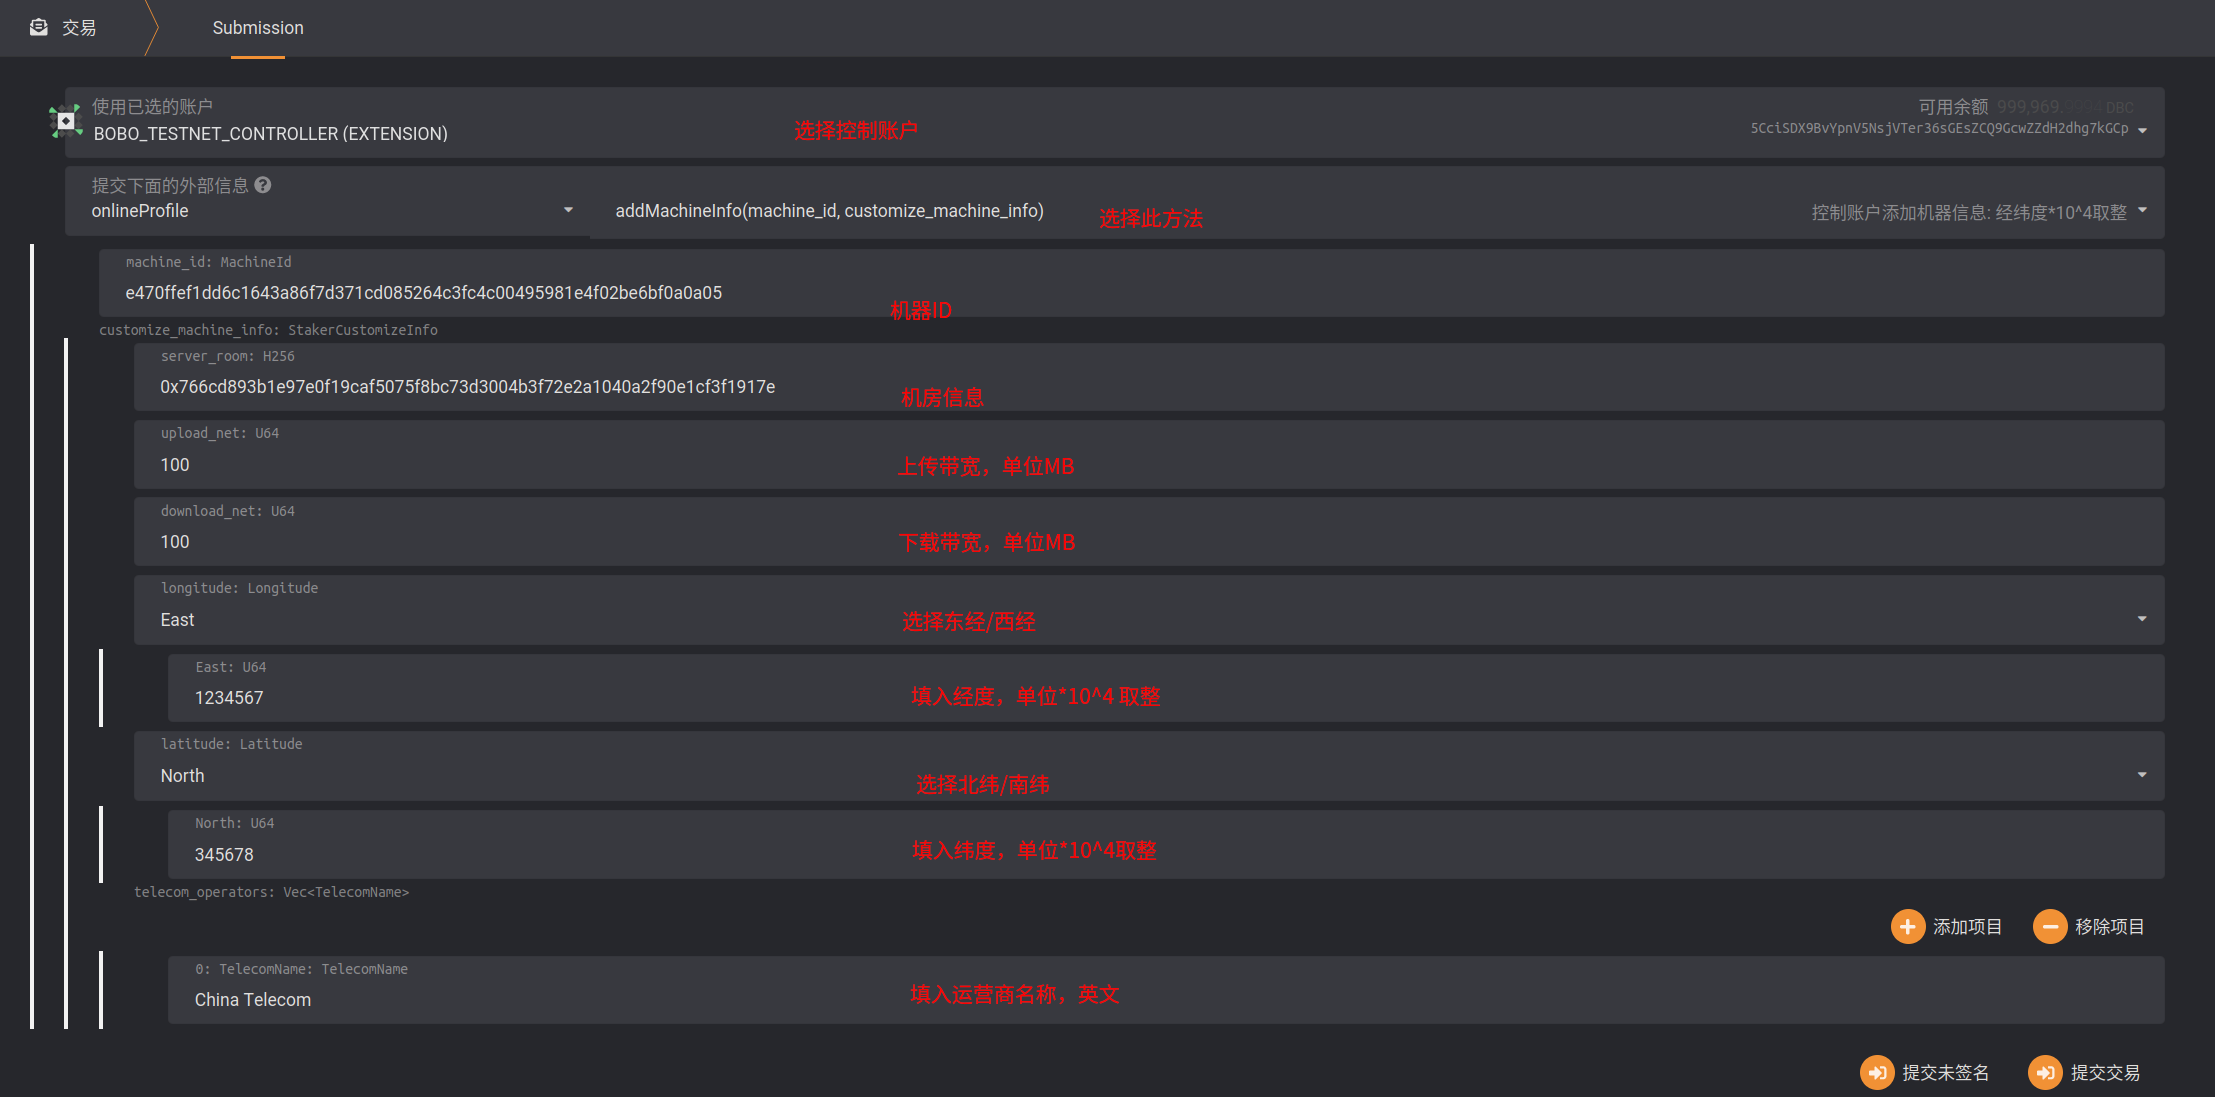 交易
Submission
使用已选的账户
BOBO_TESTNET_CONTROLLER (EXTENSION)
选择控制账户
可用余额 999,969.
DBC
5CciSDX9BvYpnV5NsjVTer36sGEsZCQ9GcwZZdH2dhg7kGCp
提交下面的外部信息
onlineProfile
addMachineInfo(machine_id, customize_machine_info)
选择此方法
控制账户添加机器信息: 经纬度*10^4取整
machine_id: MachineId
e470ffef1dd6c1643a86f7d371cd085264c3fc4c00495981e4f02be6bf0a0a05
机器ID
customize_machine_info: StakerCustomizeInfo
server_room: H256
0x766cd893b1e97e0f19caf5075f8bc73d3004b3f72e2a1040a2f90e1cf3f1917e
机房信息
upload_net: U64
100
上传带宽，单位MB
download_net: U64
100
下载带宽，单位MB
longitude: Longitude
East
选择东经/西经
East: U64
1234567
填入经度，单位*10^4 取整
latitude: Latitude
North
选择北纬/南纬
North: U64
345678
填入纬度，单位*10^4取整
telecom_operators: Vec<TelecomName>
添加项目
移除项目
0: TelecomName: TelecomName
China Telecom
填入运营商名称，英文
提交未签名
提交交易